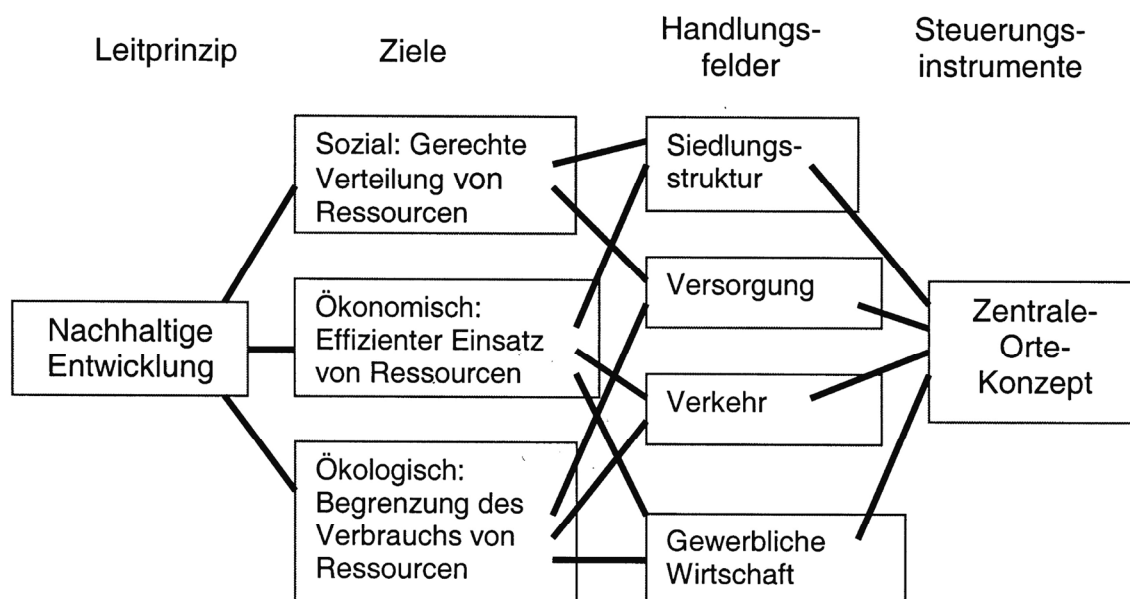 Leitprinzip
Ziele
Handlungs-
felder
Steuerungs-
instrumente
Nachhaltige
Entwicklung
Sozial: Gerechte
Verteilung von
Ressourcen
Ökonomisch:
Effizienter Einsatz
von Ressourcen
Ökologisch:
Begrenzung des
Verbrauchs von
Ressourcen
Siedlungs-
struktur
Versorgung
Verkehr
Gewerbliche
Wirtschaft
Zentrale-
Orte-
Konzept